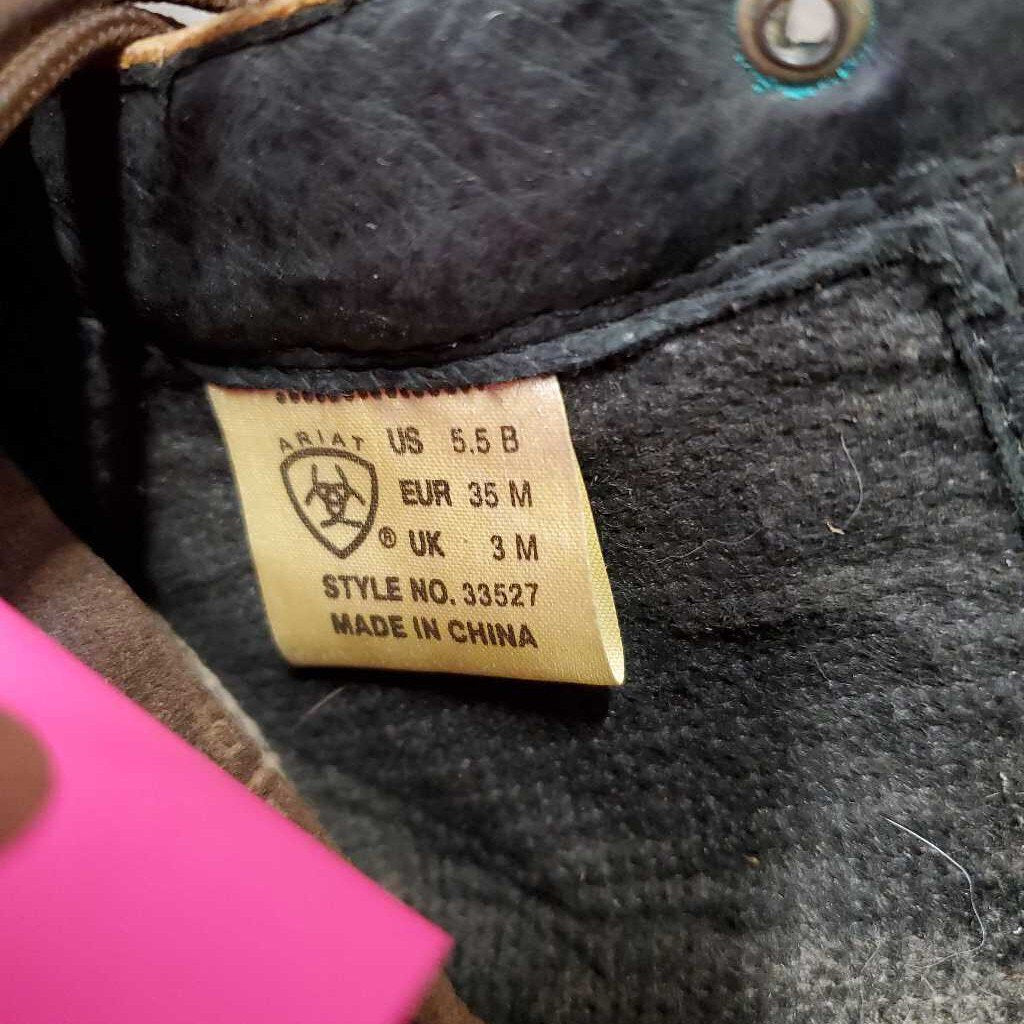 ARIAT
US 5.5 B
EUR 35 M
® UK 3 M
STYLE NO. 33527
MADE IN CHINA